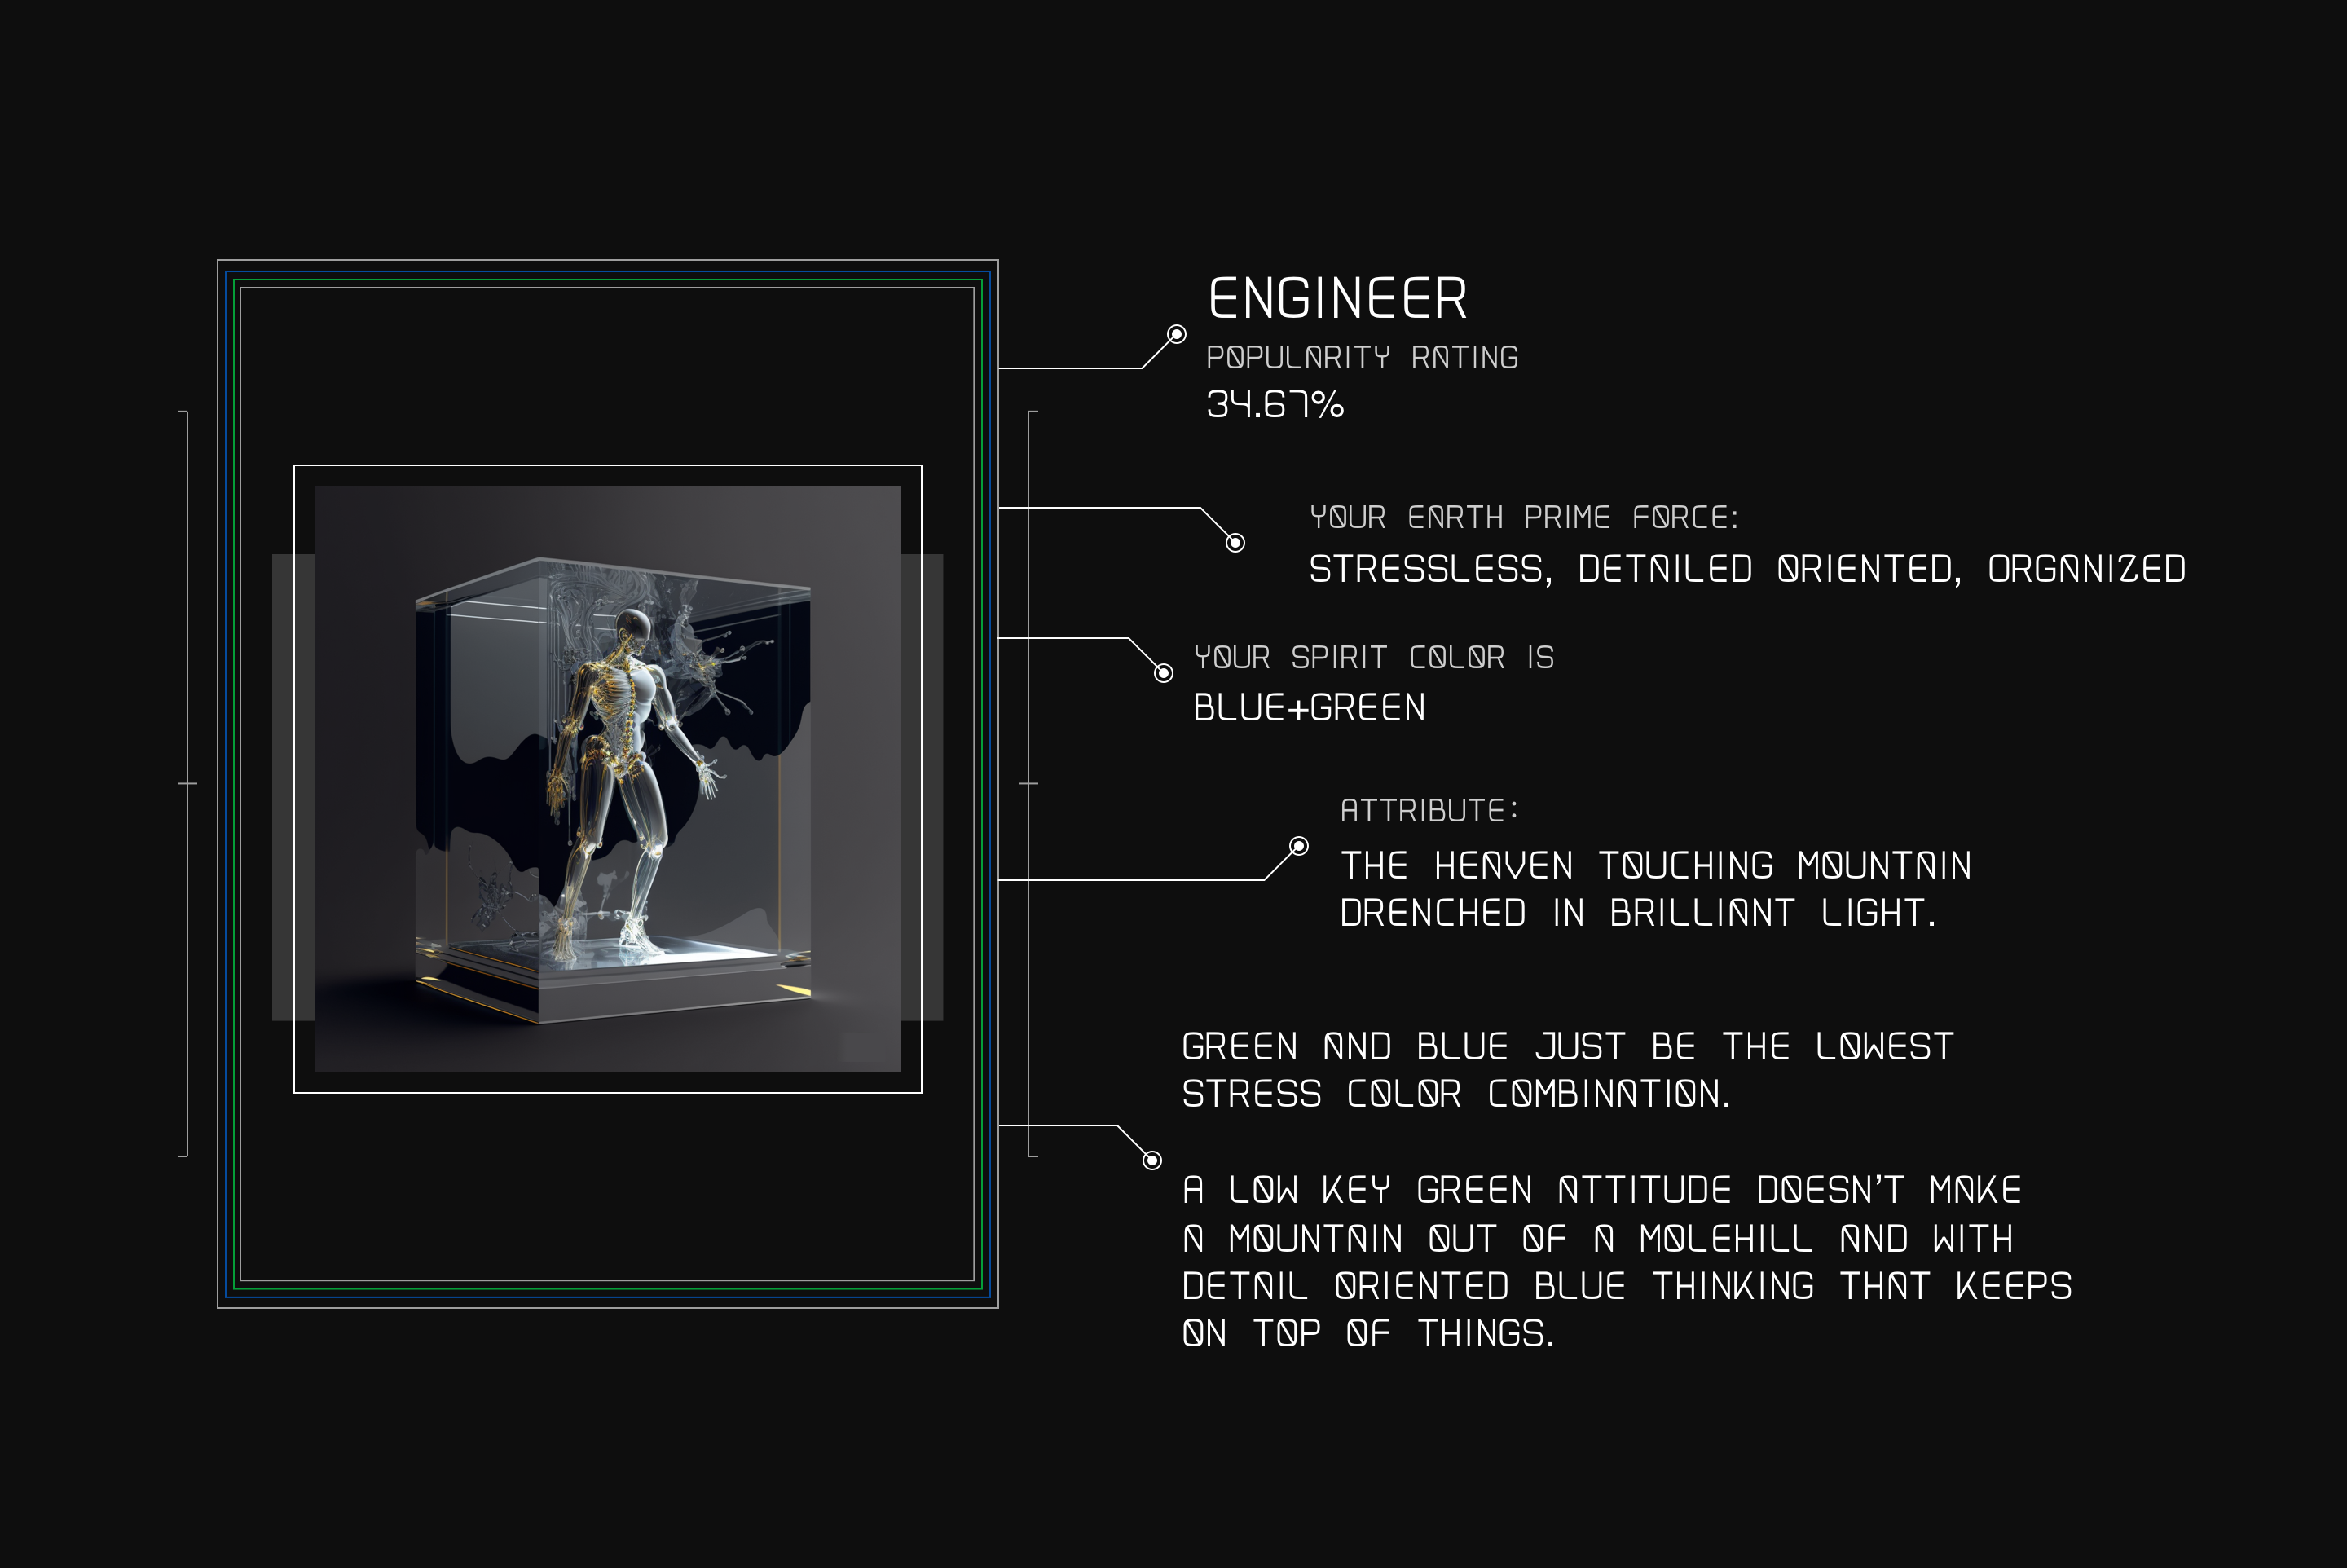 ENGINEER
POPULARITY RATING
34.67%
YOUR EARTH PRIME FORCE:
STRESSLESS, DETAILED ORIENTED, ORGANIZED
YOUR SPIRIT COLOR IS
BLUE+GREEN
ATTRIBUTE:
THE HEAVEN TOUCHING MOUNTAIN
DRENCHED IN BRILLIANT LIGHT.
GREEN AND BLUE JUST BE THE LOWEST
STRESS COLOR COMBINATION.
A LOW KEY GREEN ATTITUDE DOESN'T MAKE
A MOUNTAIN OUT OF A MOLEHILL AND WITH
DETAIL ORIENTED BLUE THINKING THAT KEEPS
ON TOP OF THINGS.